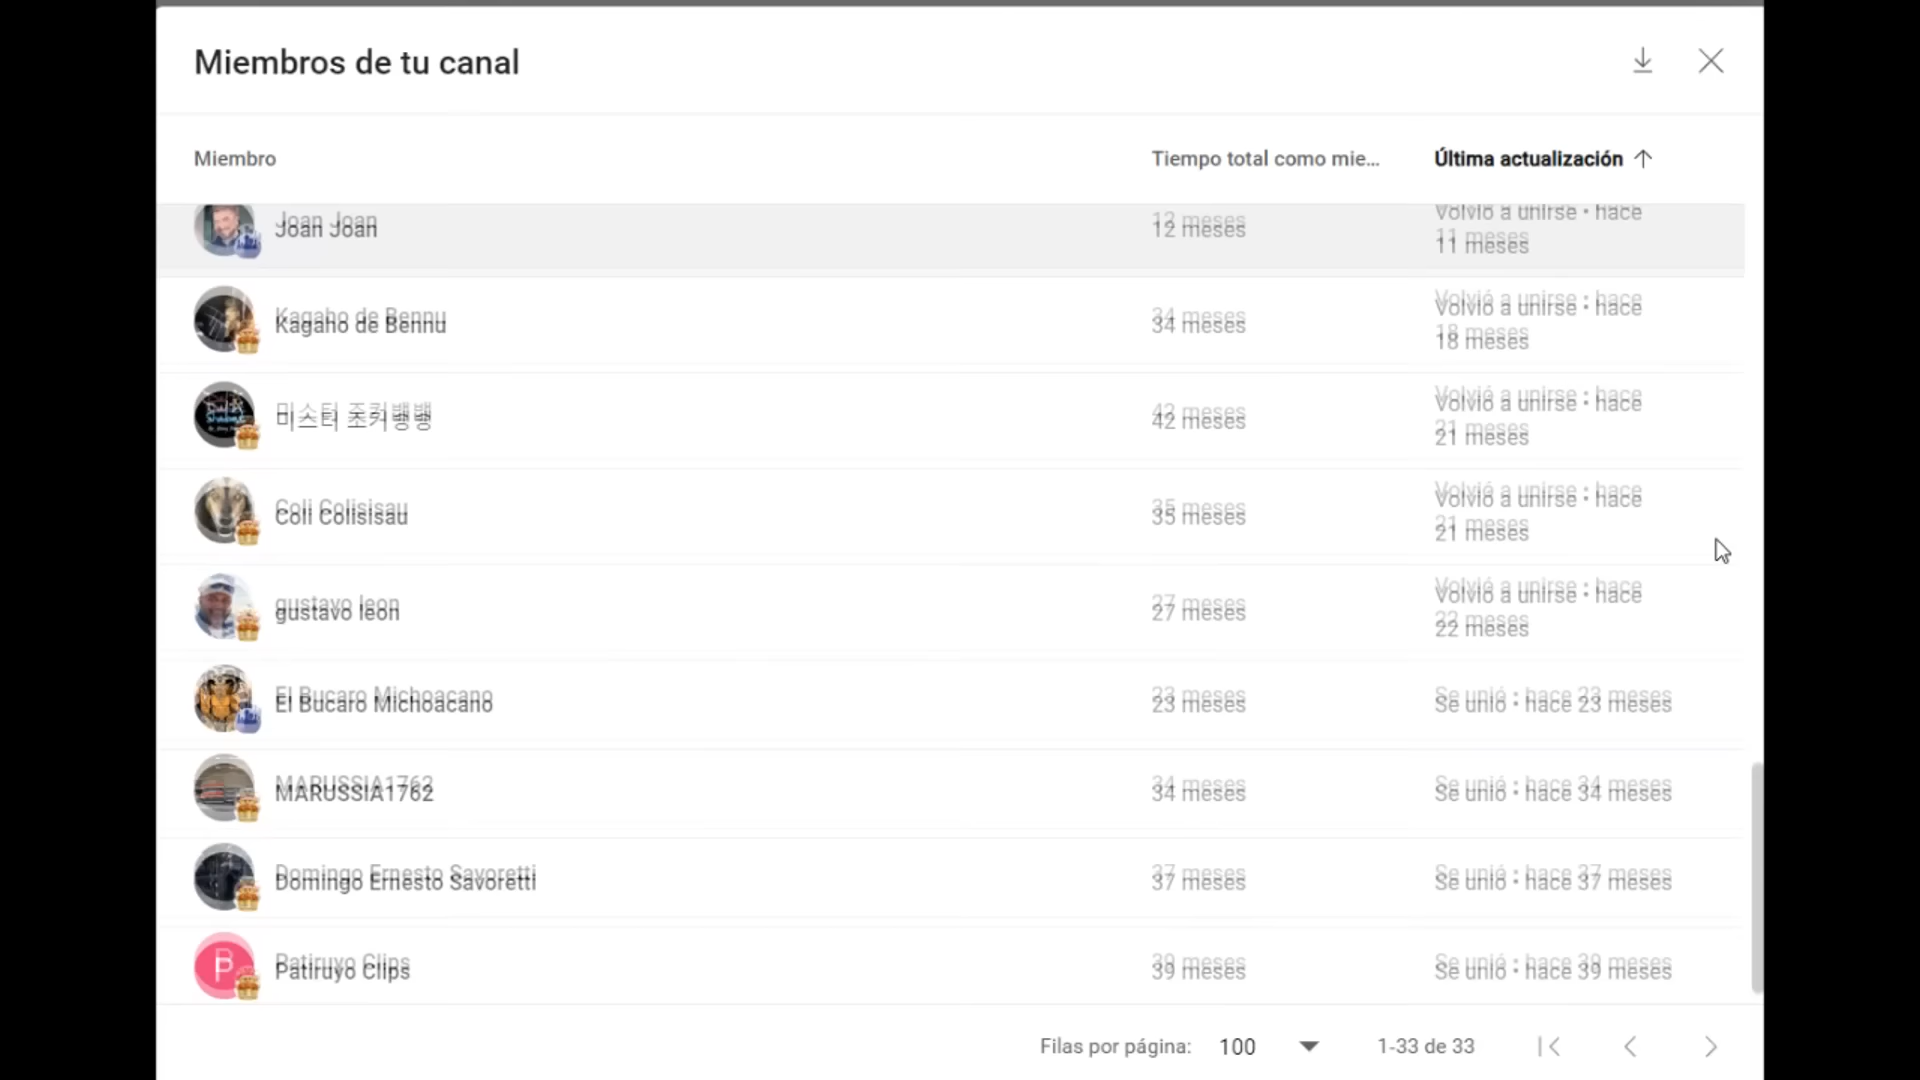 Miembros de tu canal
Miembro Tiempo total como mie... Última actualización
Joan Joan 12 meses Volvió a unirse • hace
11 meses
Kagaho de Bennu 34 meses Volvió a unirse • hace
18 meses
미스터 조커뱅뱅 42 meses Volvió a unirse • hace
21 meses
Coli Colisisau 35 meses Volvió a unirse • hace
21 meses
gustavo leon 27 meses Volvió a unirse • hace
22 meses
El Bucaro Michoacano 23 meses Se unió • hace 23 meses
MARUSSIA1762 34 meses Se unió • hace 34 meses
Domingo Ernesto Savoretti 37 meses Se unió • hace 37 meses
P Patiruyo Clips 39 meses Se unió • hace 39 meses
Filas por página: 100 1-33 de 33